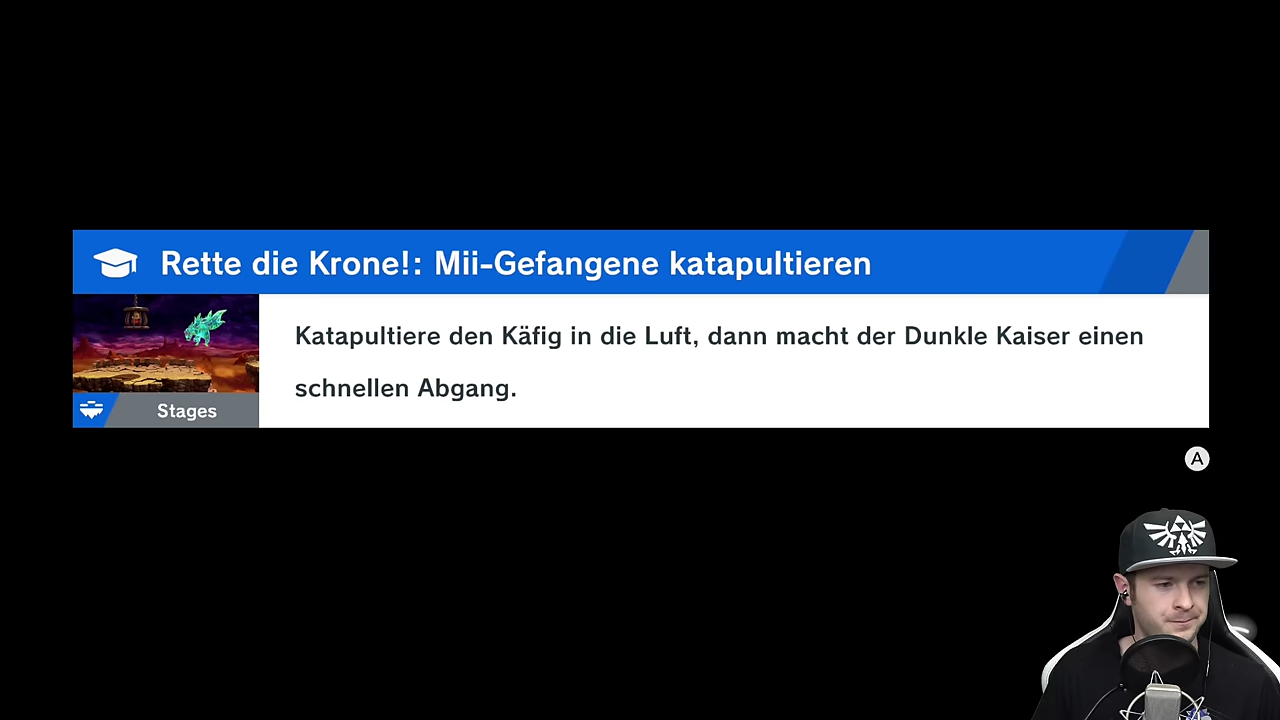 Rette die Krone!: Mii-Gefangene katapultieren
Katapultiere den Käfig in die Luft, dann macht der Dunkle Kaiser einen
schnellen Abgang.
Stages
A